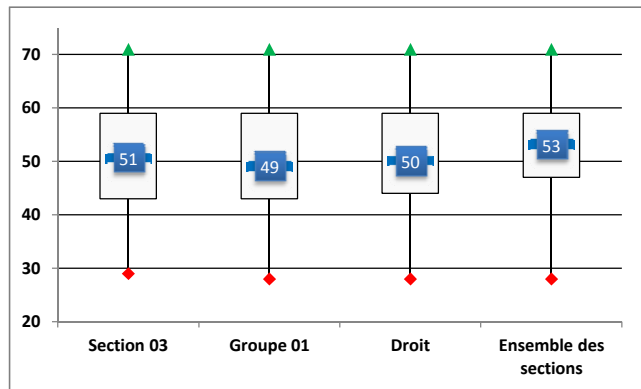 70
60
50
40
30
20
51
49
50
53
Section 03
Groupe 01
Droit
Ensemble des
sections